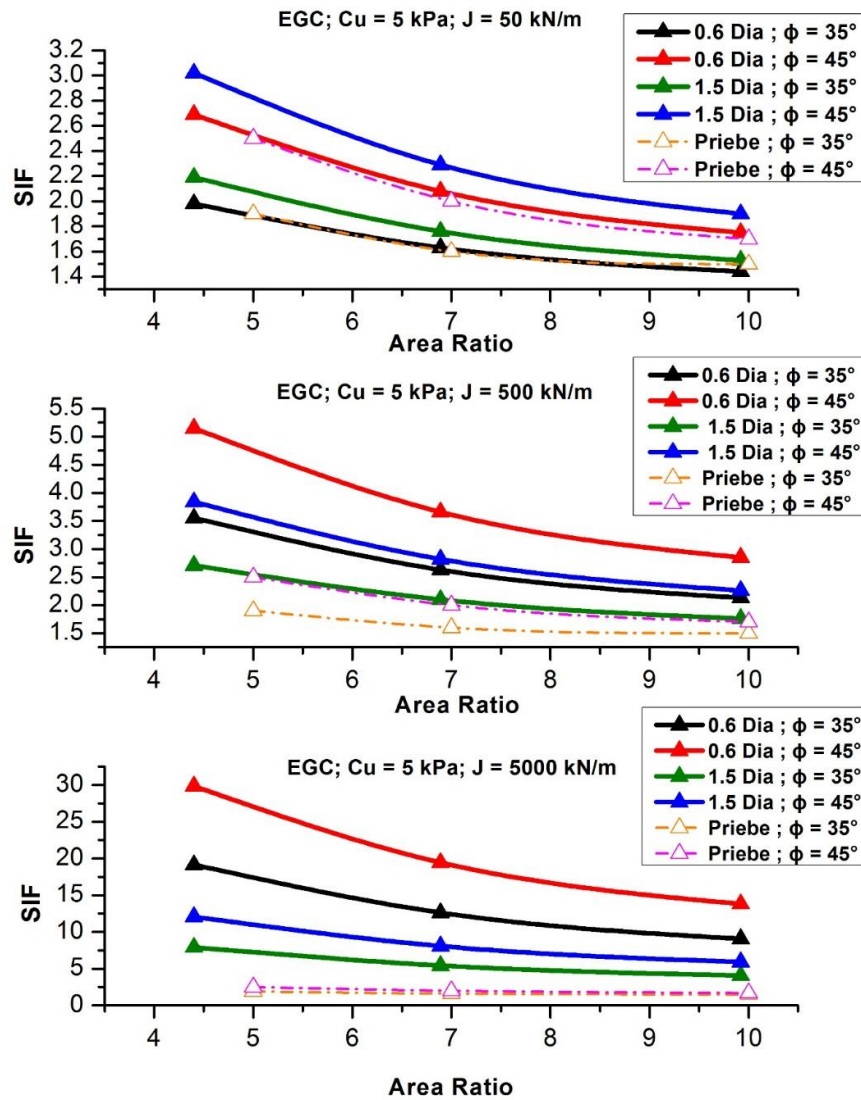 EGC; Cu = 5 kPa; J = 50 kN/m
0.6 Dia ; ϕ = 35°
0.6 Dia ; ϕ = 45°
1.5 Dia ; ϕ = 35°
1.5 Dia ; ϕ = 45°
Priebe ; ϕ = 35°
Priebe ; ϕ = 45°
SIF
3.2
3.0
2.8
2.6
2.4
2.2
2.0
1.8
1.6
1.4
4 5 6 7 8 9 10
Area Ratio
EGC; Cu = 5 kPa; J = 500 kN/m
0.6 Dia ; ϕ = 35°
0.6 Dia ; ϕ = 45°
1.5 Dia ; ϕ = 35°
1.5 Dia ; ϕ = 45°
Priebe ; ϕ = 35°
Priebe ; ϕ = 45°
SIF
5.5
5.0
4.5
4.0
3.5
3.0
2.5
2.0
1.5
4 5 6 7 8 9 10
Area Ratio
EGC; Cu = 5 kPa; J = 5000 kN/m
0.6 Dia ; ϕ = 35°
0.6 Dia ; ϕ = 45°
1.5 Dia ; ϕ = 35°
1.5 Dia ; ϕ = 45°
Priebe ; ϕ = 35°
Priebe ; ϕ = 45°
SIF
30
25
20
15
10
5
0
4 5 6 7 8 9 10
Area Ratio